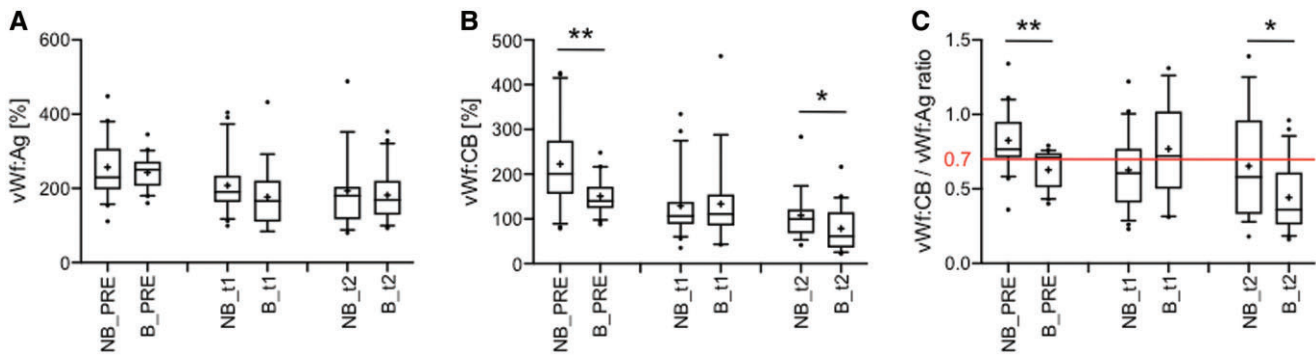 A
vWf:Ag [%]
600
400
200
0
NB_PRE
B_PRE
NB_t1
B_t1
NB_t2
B_t2
B
vWf:CB [%]
500
400
300
200
100
0
**
*
NB_PRE
B_PRE
NB_t1
B_t1
NB_t2
B_t2
C
vWf:CB / vWf:Ag ratio
1.5
1.0
0.7
0.5
0.0
**
*
NB_PRE
B_PRE
NB_t1
B_t1
NB_t2
B_t2